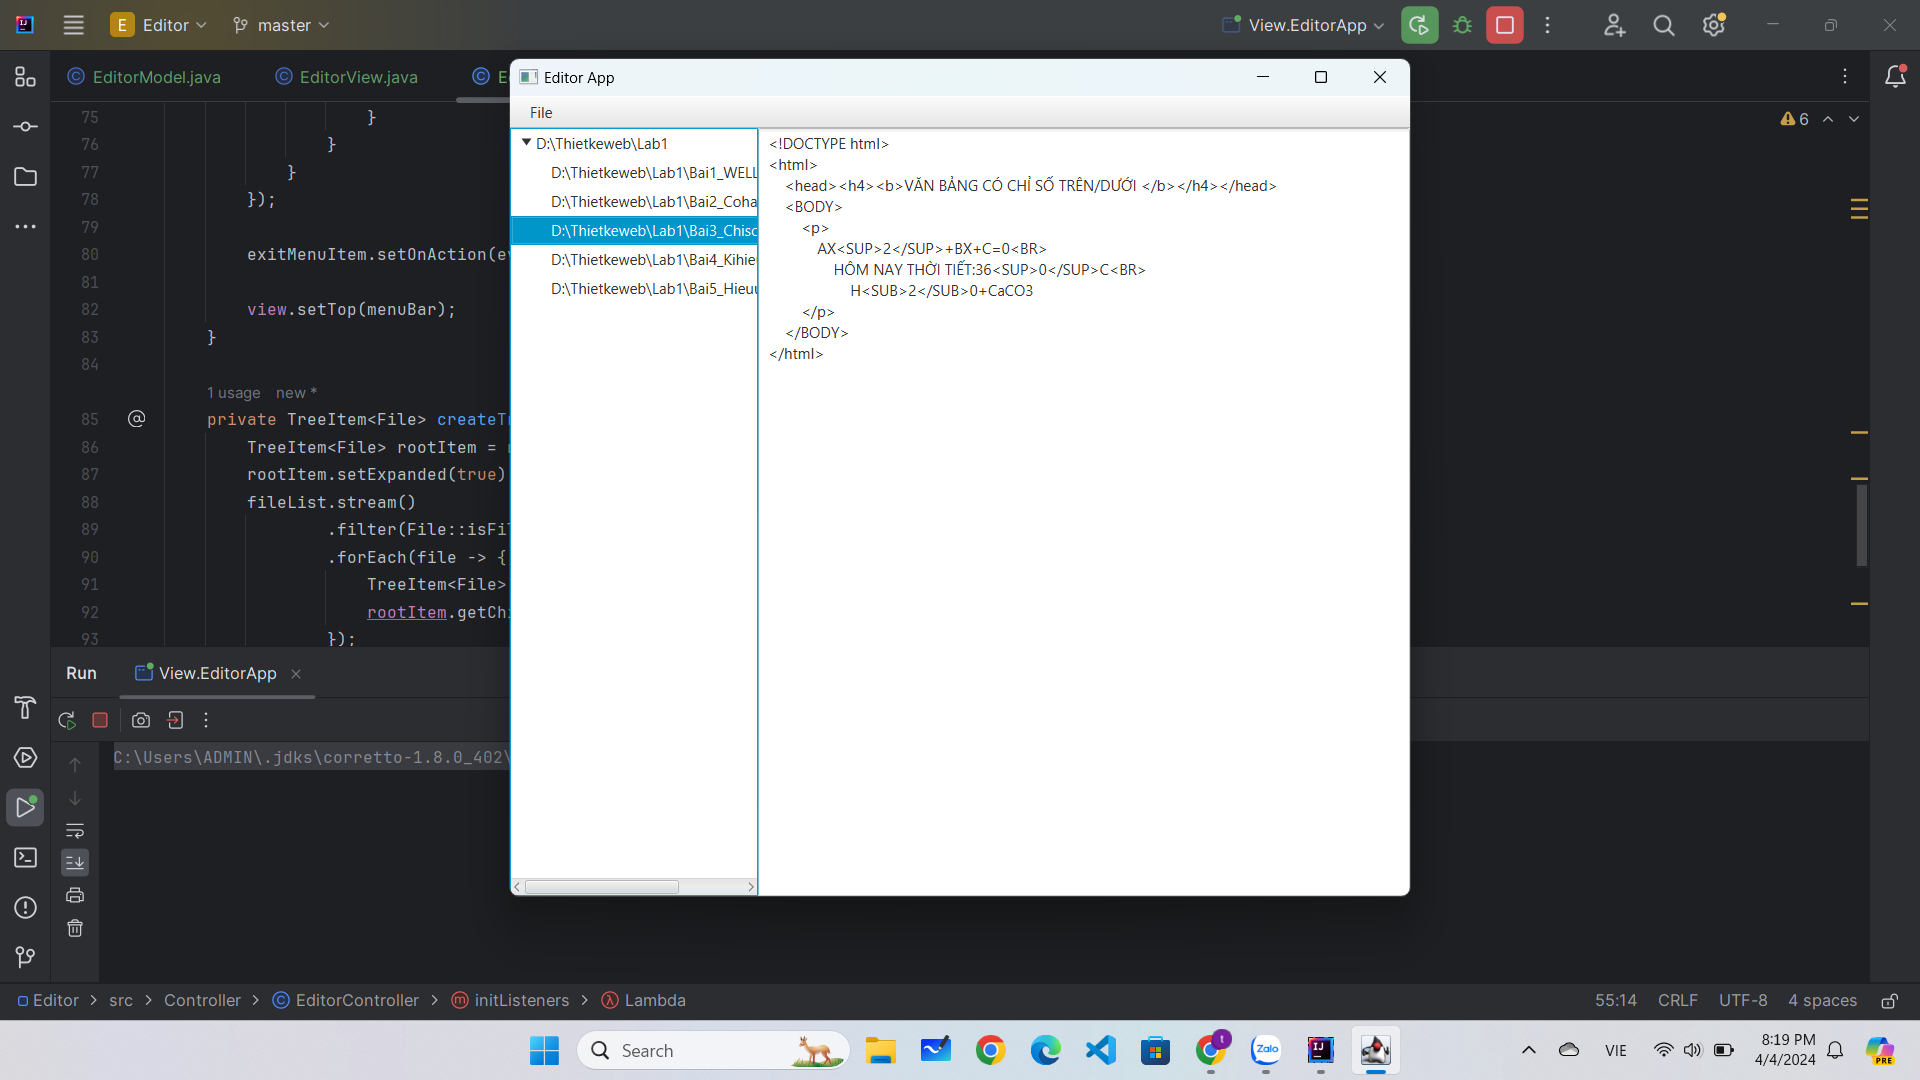 Editor
master
View.EditorApp
EditorModel.java
EditorView.java
Editor App
File
D:\Thietkeweb\Lab1
D:\Thietkeweb\Lab1\Bai1_WELL
D:\Thietkeweb\Lab1\Bai2_Coha
D:\Thietkeweb\Lab1\Bai3_Chisc
D:\Thietkeweb\Lab1\Bai4_Kihieu
D:\Thietkeweb\Lab1\Bai5_Hieuu
<!DOCTYPE html>
<html>
<head><h4><b>VĂN BẢNG CÓ CHỈ SỐ TRÊN/DƯỚI </b></h4></head>
<BODY>
<p>
AX<SUP>2</SUP>+BX+C=0<BR>
HÔM NAY THỜI TIẾT:36<SUP>0</SUP>C<BR>
H<SUB>2</SUB>0+CaCO3
</p>
</BODY>
</html>
6
75 }
76 }
77 }
78 });
79
80 exitMenuItem.setOnAction(e
81
82 view.setTop(menuBar);
83 }
84
1 usage new *
85 private TreeItem<File> createT
86 TreeItem<File> rootItem =
87 rootItem.setExpanded(true)
88 fileList.stream()
89 .filter(File::isFi
90 .forEach(file -> {
91 TreeItem<File>
92 rootItem.getCh
93 });
Run
View.EditorApp
C:\Users\ADMIN\.jdks\corretto-1.8.0_402\
Editor > src > Controller > EditorController > initListeners > Lambda
55:14 CRLF UTF-8 4 spaces
Search
Zalo
VIE
8:19 PM
4/4/2024
PRE